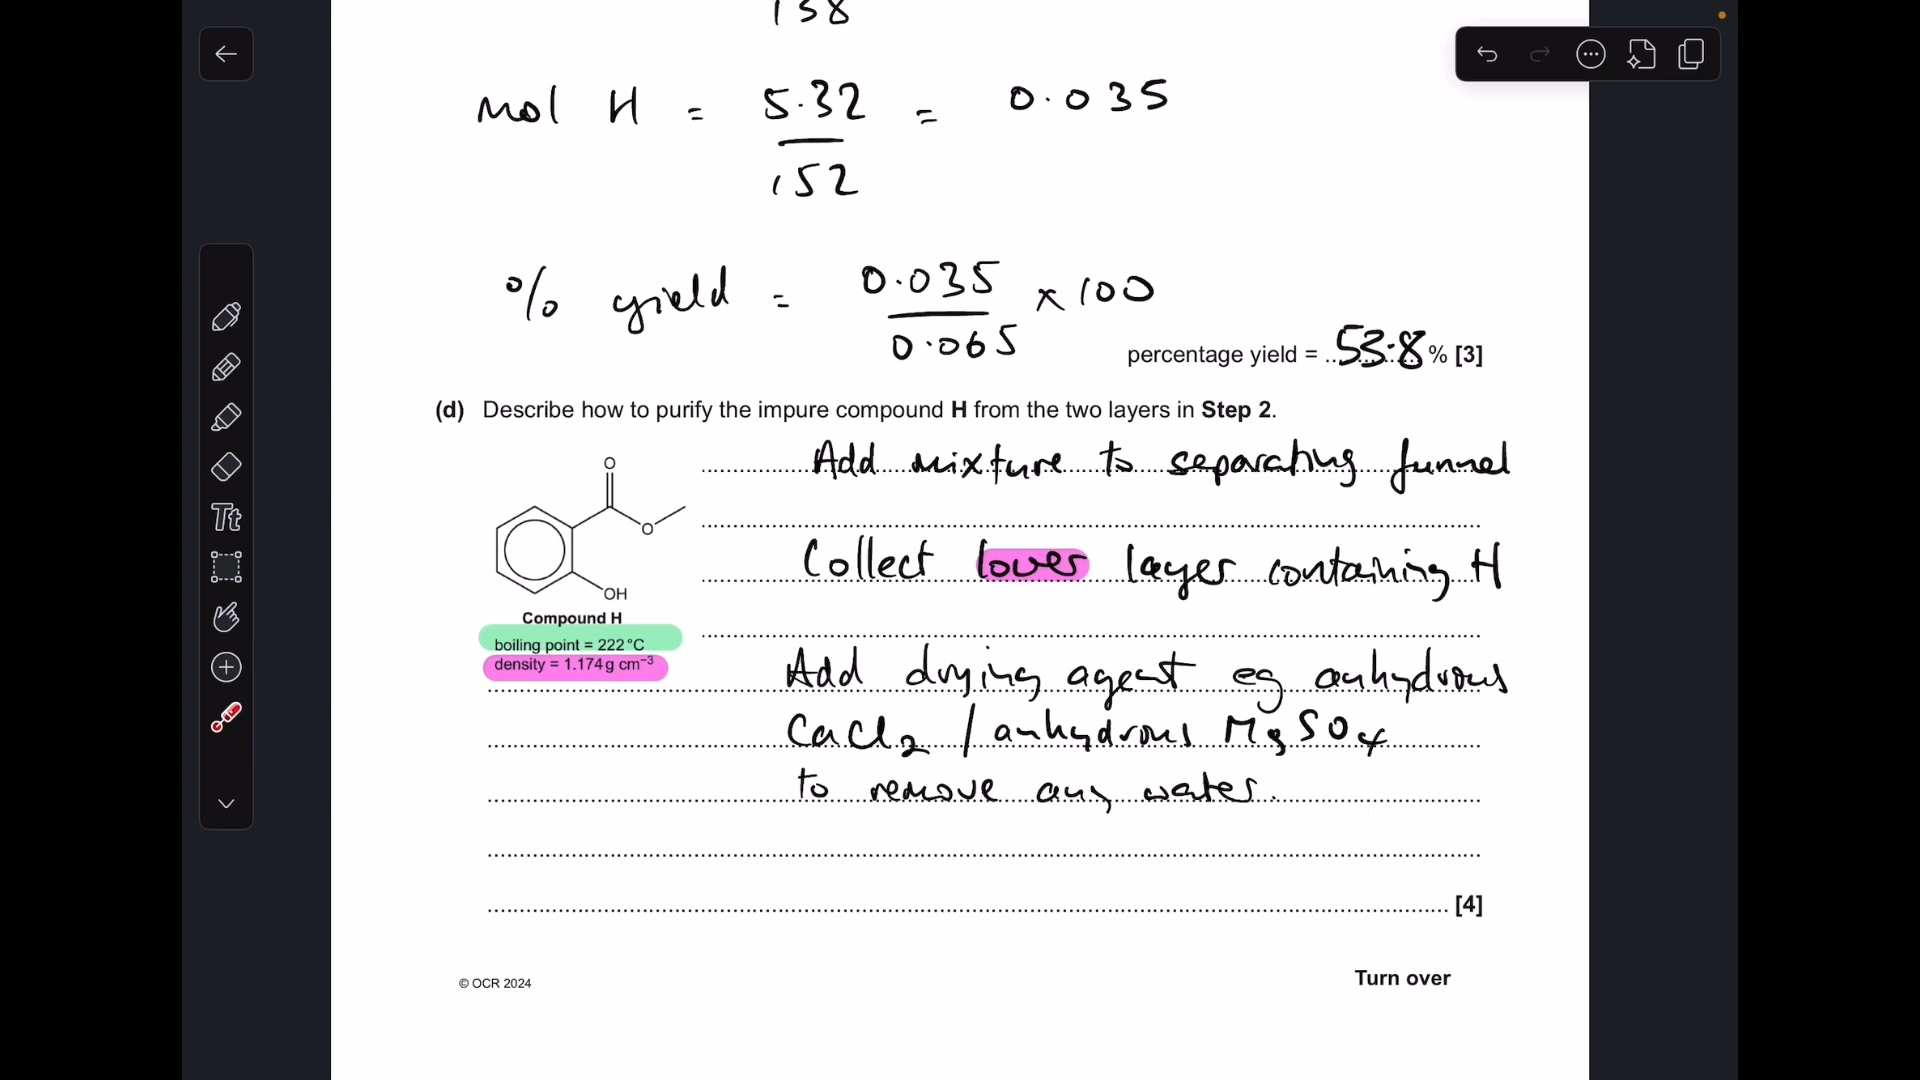 138
mol H = 5.32 = 0.035
152
% yield = 0.035 × 100
0.065
percentage yield = 53.8 % [3]
(d) Describe how to purify the impure compound H from the two layers in Step 2.
Add mixture to separating funnel
Collect lower layer containing H
O
O
OH
Compound H
boiling point = 222 °C
density = 1.174 g cm⁻³
Add drying agent eg anhydrous
CaCl₂ / anhydrous MgSO₄
to remove any water.
[4]
© OCR 2024
Turn over
Tt